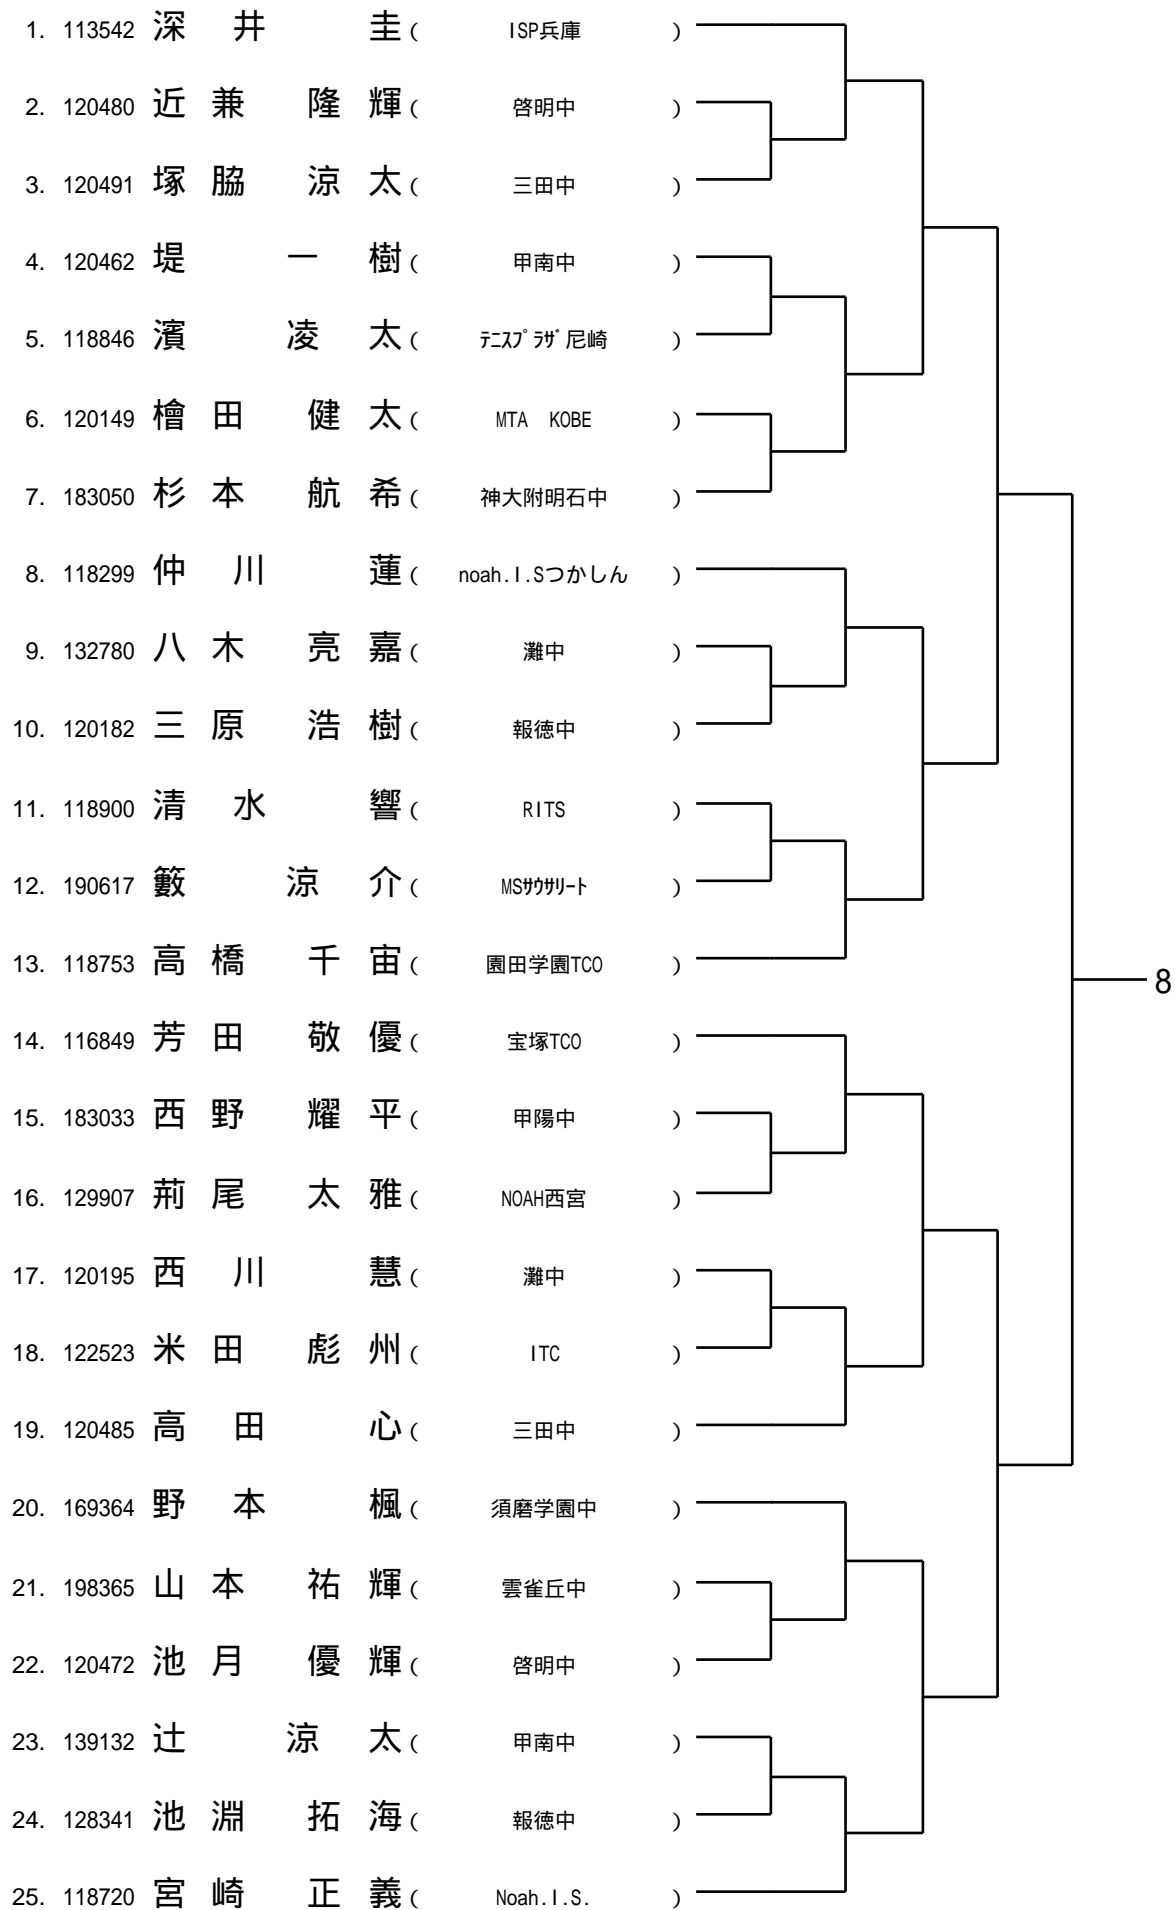 1. 113542 深井 圭 ( ISP兵庫 )
2. 120480 近兼 隆輝 ( 啓明中 )
3. 120491 塚脇 涼太 ( 三田中 )
4. 120462 堤 一樹 ( 甲南中 )
5. 118846 濱 凌太 ( ﾃﾆｽﾌﾟﾗｻﾞ尼崎 )
6. 120149 檜田 健太 ( MTA KOBE )
7. 183050 杉本 航希 ( 神大附明石中 )
8. 118299 仲川 蓮 ( noah.I.Sつかしん )
9. 132780 八木 亮嘉 ( 灘中 )
10. 120182 三原 浩樹 ( 報徳中 )
11. 118900 清水 響 ( RITS )
12. 190617 籔 涼介 ( MSｻｳｻﾘｰﾄ )
13. 118753 高橋 千宙 ( 園田学園TCO )
8
14. 116849 芳田 敬優 ( 宝塚TCO )
15. 183033 西野 耀平 ( 甲陽中 )
16. 129907 荊尾 太雅 ( NOAH西宮 )
17. 120195 西川 慧 ( 灘中 )
18. 122523 米田 彪州 ( ITC )
19. 120485 高田 心 ( 三田中 )
20. 169364 野本 楓 ( 須磨学園中 )
21. 198365 山本 祐輝 ( 雲雀丘中 )
22. 120472 池月 優輝 ( 啓明中 )
23. 139132 辻 涼太 ( 甲南中 )
24. 128341 池淵 拓海 ( 報徳中 )
25. 118720 宮崎 正義 ( Noah.I.S. )